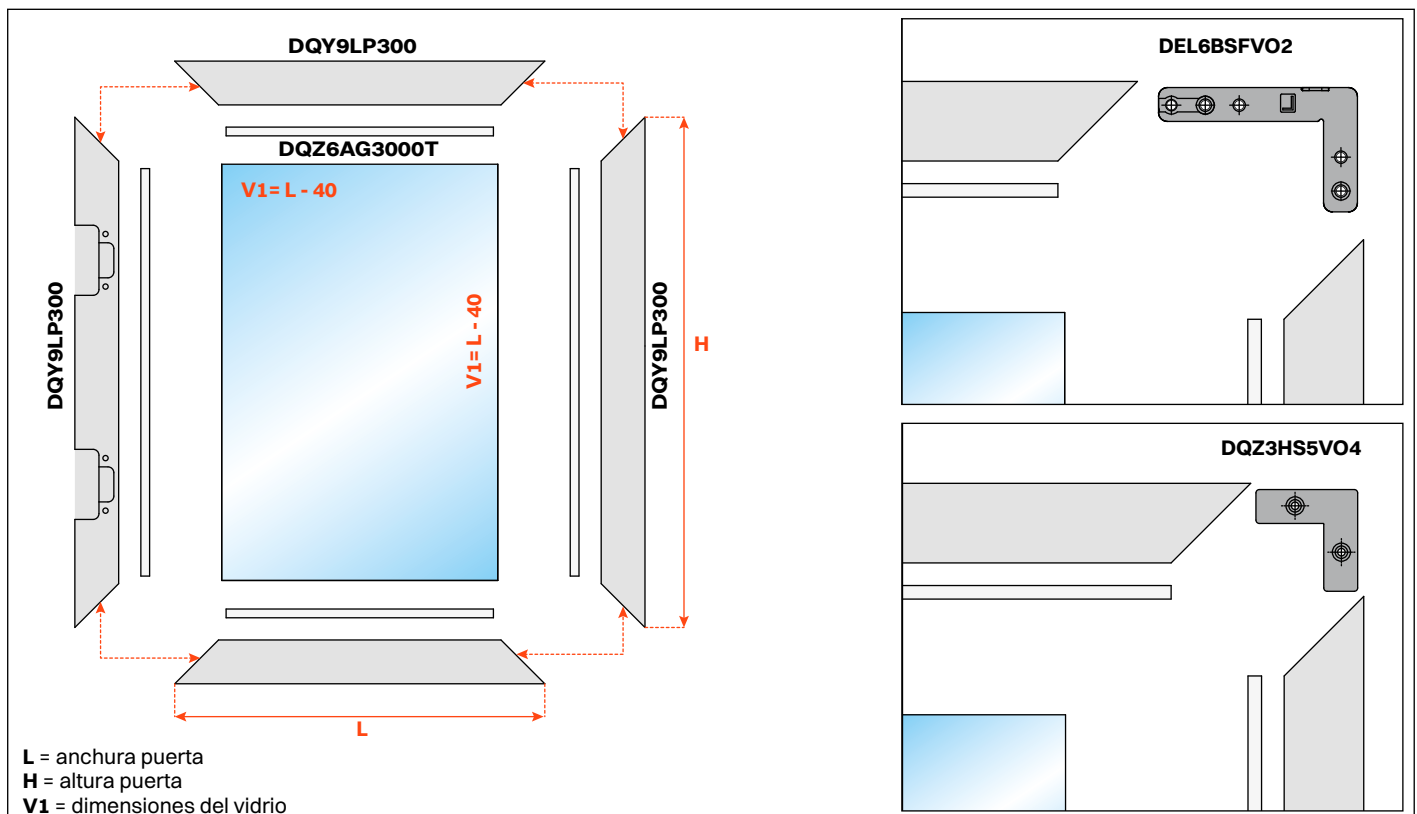 DQY9LP300
DQZ6AG3000T
V1= L - 40
V1= L - 40
DQY9LP300
DQY9LP300
H
L
L = anchura puerta
H = altura puerta
V1 = dimensiones del vidrio
DEL6BSFVO2
DQZ3HS5VO4